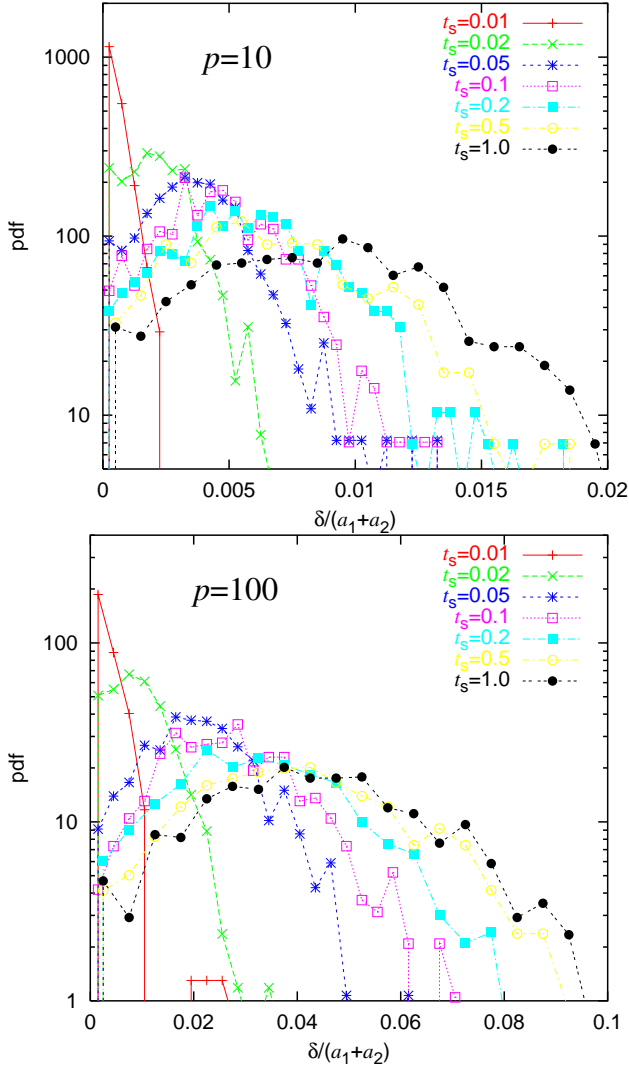 p=10
tₛ=0.01
tₛ=0.02
tₛ=0.05
tₛ=0.1
tₛ=0.2
tₛ=0.5
tₛ=1.0
1000
100
10
pdf
0 0.005 0.01 0.015 0.02
δ/(a₁+a₂)
p=100
tₛ=0.01
tₛ=0.02
tₛ=0.05
tₛ=0.1
tₛ=0.2
tₛ=0.5
tₛ=1.0
100
10
1
pdf
0 0.02 0.04 0.06 0.08 0.1
δ/(a₁+a₂)